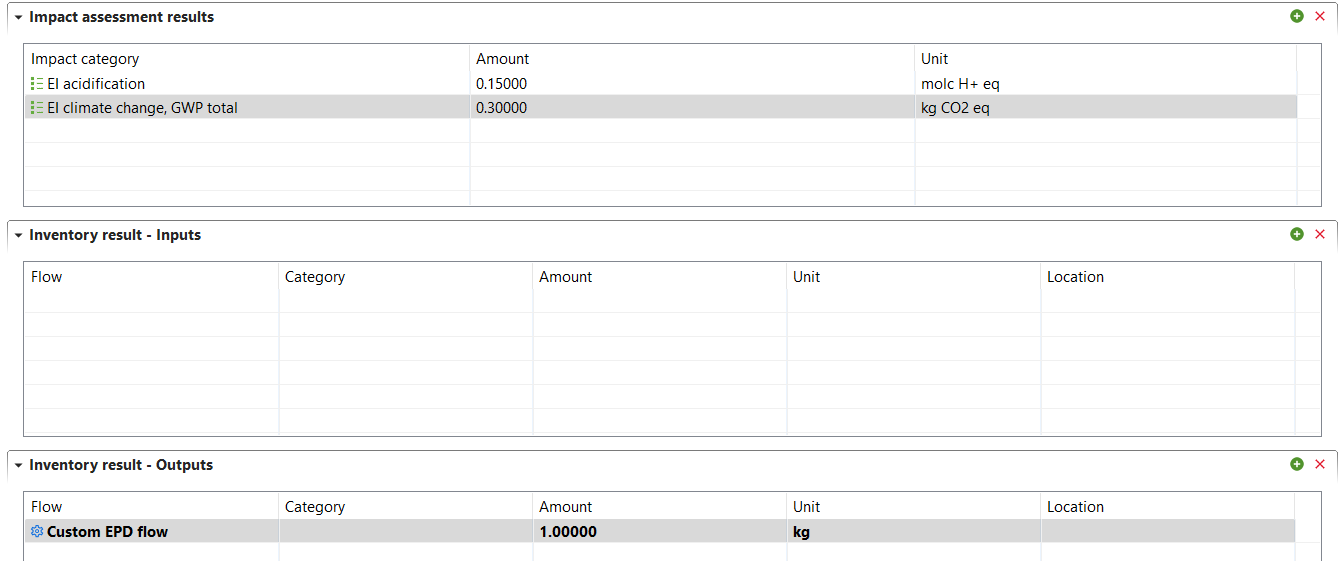 Impact assessment results
Impact category Amount Unit
EI acidification 0.15000 molc H+ eq
EI climate change, GWP total 0.30000 kg CO2 eq
Inventory result - Inputs
Flow Category Amount Unit Location
Inventory result - Outputs
Flow Category Amount Unit Location
Custom EPD flow 1.00000 kg